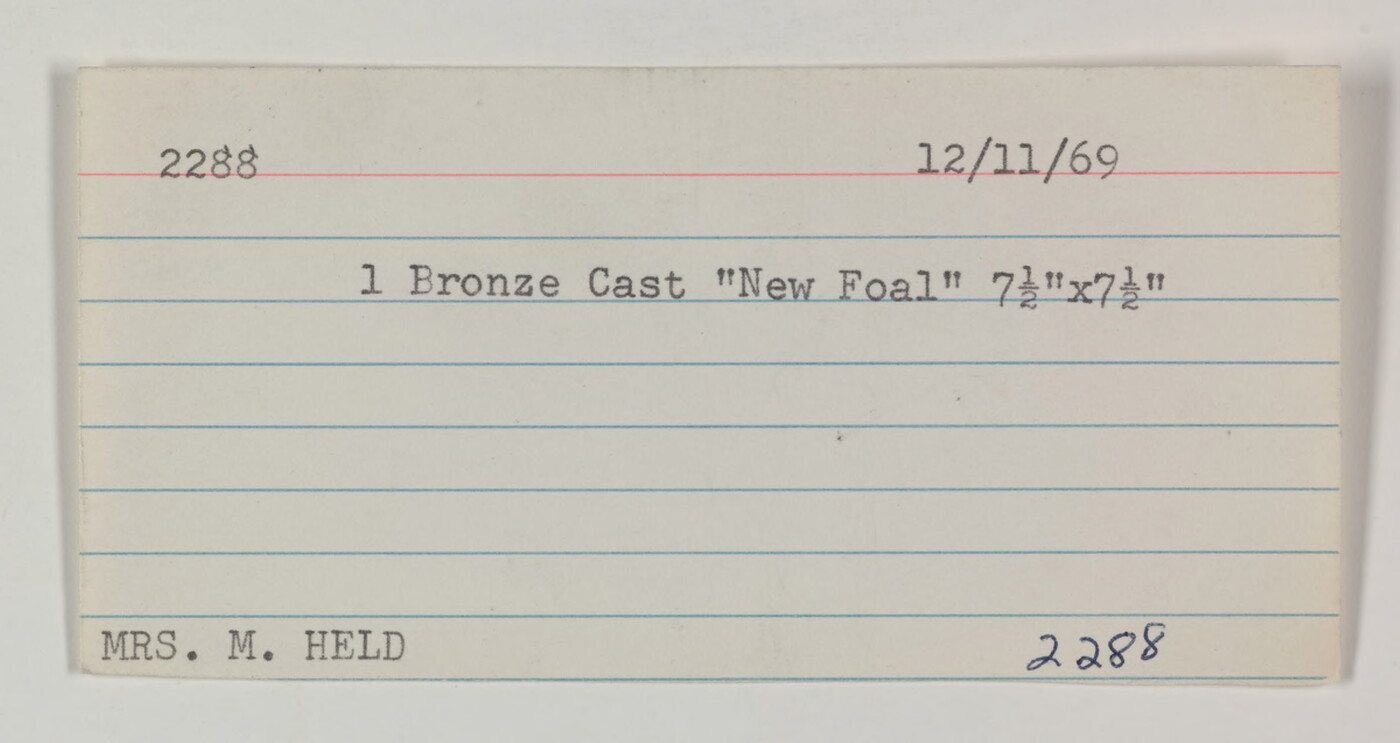 2288 12/11/69
1 Bronze Cast "New Foal" 7½"x7½"
MRS. M. HELD 2288